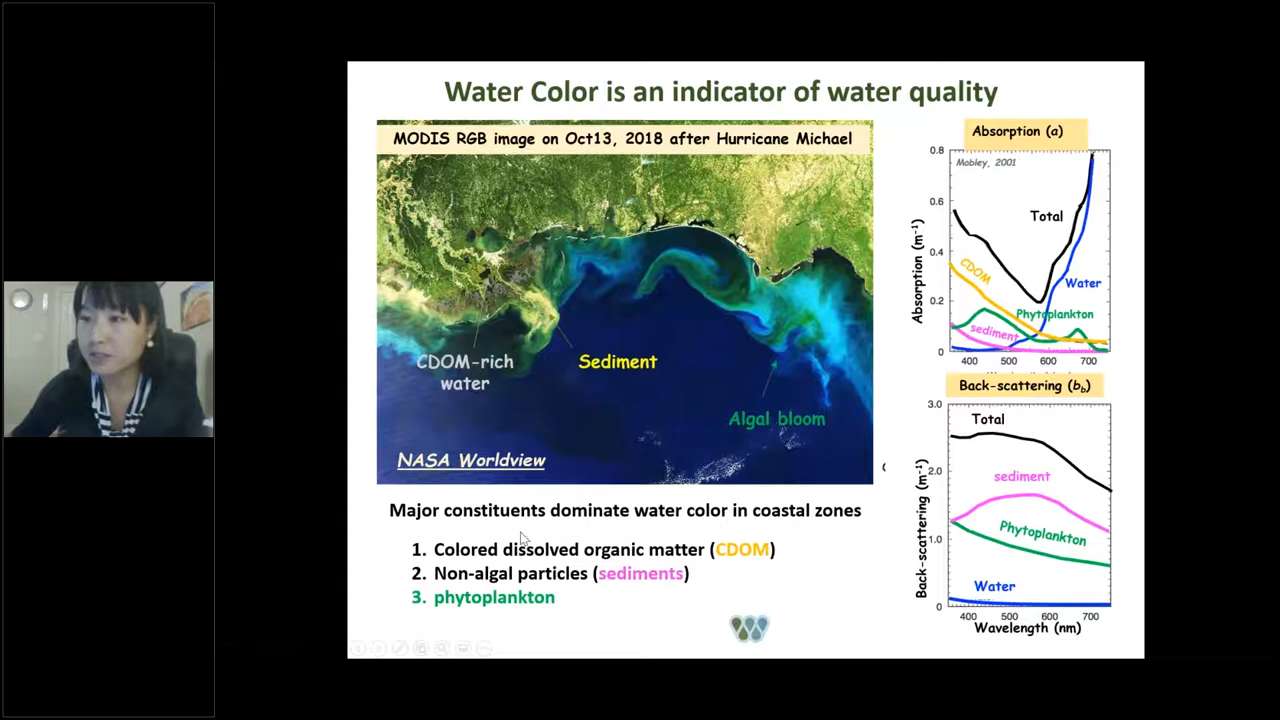 Water Color is an indicator of water quality
MODIS RGB image on Oct13, 2018 after Hurricane Michael
CDOM-rich
water
Sediment
Algal bloom
NASA Worldview
Major constituents dominate water color in coastal zones
1. Colored dissolved organic matter (CDOM)
2. Non-algal particles (sediments)
3. phytoplankton
Absorption (a)
Mobley, 2001
0.8
0.6
0.4
0.2
0
Absorption (m⁻¹)
Total
CDOM
Water
Phytoplankton
sediment
400 500 600 700
Back-scattering (bb)
3.0
2.0
1.0
0
Back-scattering (m⁻¹)
Total
sediment
Phytoplankton
Water
400 500 600 700
Wavelength (nm)